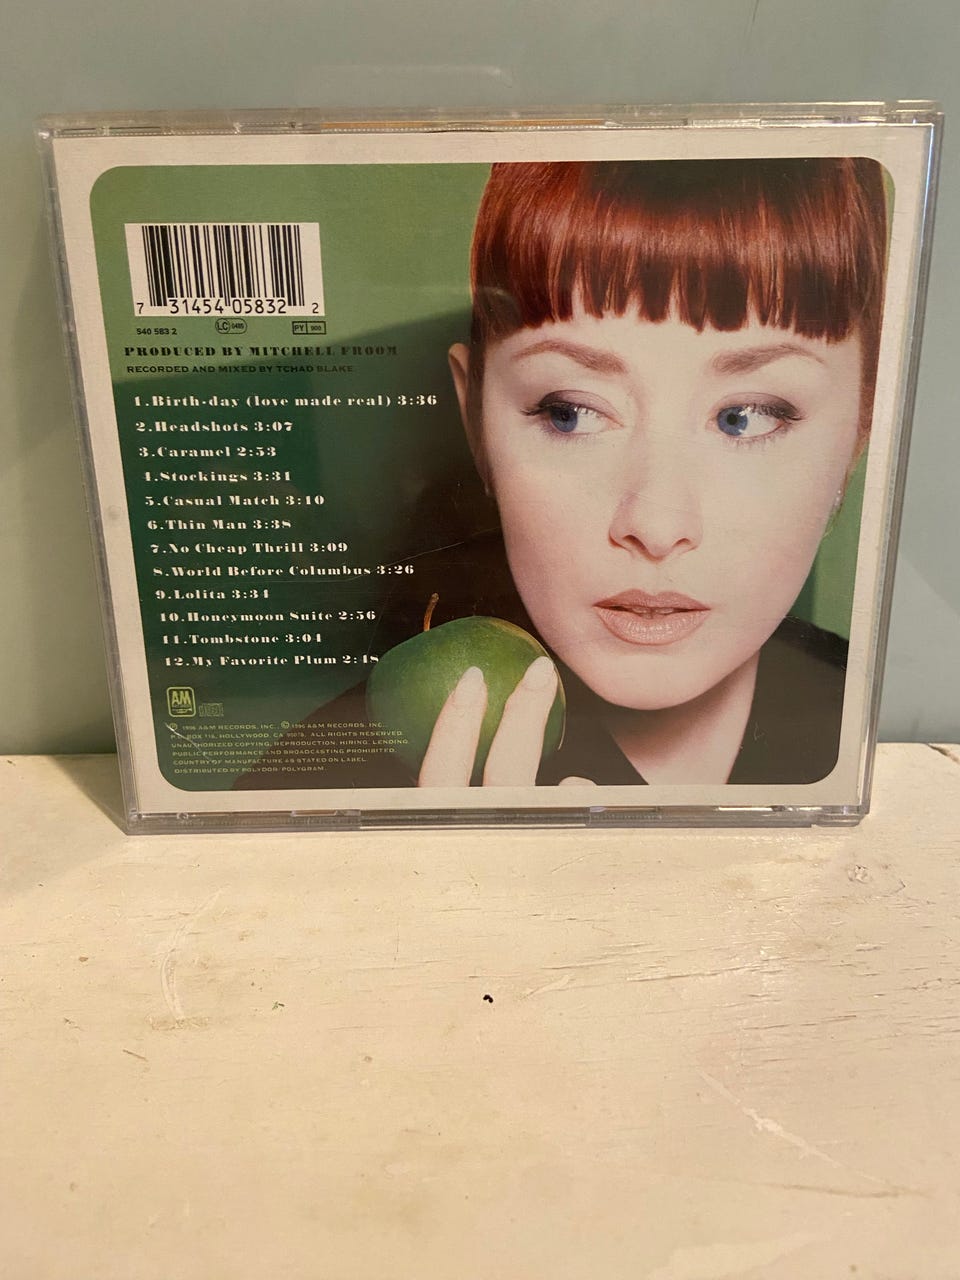 7 31454 05832 2
540 583 2 LC 0485 PY 900
PRODUCED BY MITCHELL FROOM
RECORDED AND MIXED BY TCHAD BLAKE
1.Birth-day (love made real) 3:36
2.Headshots 3:07
3.Caramel 2:53
4.Stockings 3:31
5.Casual Match 3:10
6.Thin Man 3:38
7.No Cheap Thrill 3:09
8.World Before Columbus 3:26
9.Lolita 3:34
10.Honeymoon Suite 2:56
11.Tombstone 3:04
12.My Favorite Plum 2:48
A&M
℗ 1996 A&M RECORDS, INC., © 1996 A&M RECORDS, INC.,
P.O. BOX 118, HOLLYWOOD, CA 90078. ALL RIGHTS RESERVED.
UNAUTHORIZED COPYING, REPRODUCTION, HIRING, LENDING,
PUBLIC PERFORMANCE AND BROADCASTING PROHIBITED.
COUNTRY OF MANUFACTURE AS STATED ON LABEL.
DISTRIBUTED BY POLYDOR/POLYGRAM.